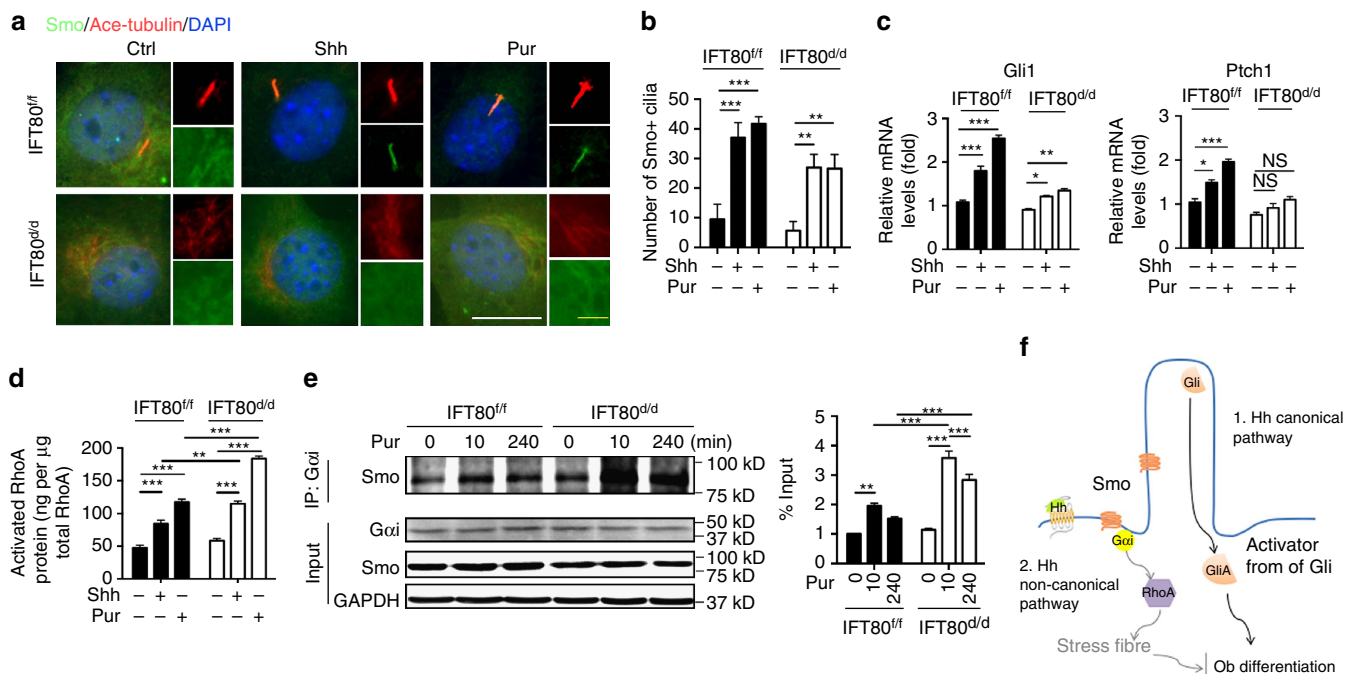 a
Smo/Ace-tubulin/DAPI
Ctrl
Shh
Pur
IFT80f/f
IFT80d/d
b
IFT80f/f
IFT80d/d
***
***
**
**
Number of Smo+ cilia
50
40
30
20
10
0
Shh – + – – + –
Pur – – + – – +
c
Gli1
IFT80f/f
IFT80d/d
***
***
**
*
Relative mRNA levels (fold)
3
2
1
0
Shh – + – – + –
Pur – – + – – +
Ptch1
IFT80f/f
IFT80d/d
***
*
NS
NS
Relative mRNA levels (fold)
3
2
1
0
– + – – + –
– – + – – +
d
IFT80f/f
IFT80d/d
***
***
**
***
***
***
Activated RhoA
protein (ng per μg
total RhoA)
200
150
100
50
0
Shh – + – – + –
Pur – – + – – +
e
IFT80f/f
IFT80d/d
Pur 0 10 240 0 10 240 (min)
IP: Gαi
Smo
100 kD
75 kD
Input
Gαi
50 kD
37 kD
Smo
100 kD
75 kD
GAPDH
37 kD
***
***
***
***
**
% Input
5
4
3
2
1
0
Pur 0 10 240 0 10 240
IFT80f/f
IFT80d/d
f
Gli
1. Hh canonical
pathway
Smo
Hh
Gαi
Activator
from of Gli
GliA
2. Hh
non-canonical
pathway
RhoA
Stress fibre
Ob differentiation